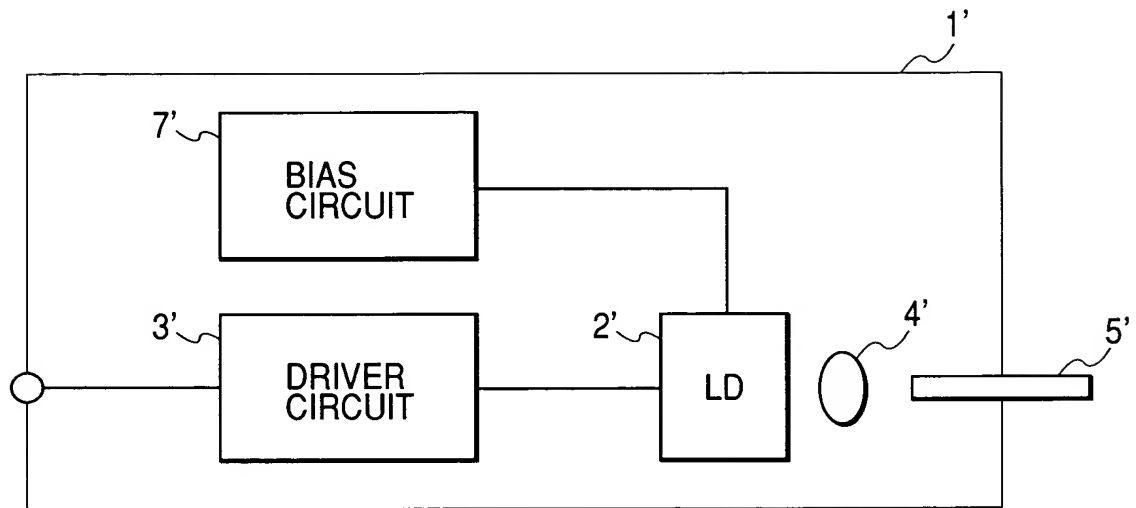 1'
7'
BIAS
CIRCUIT
3'
DRIVER
CIRCUIT
2'
LD
4'
5'